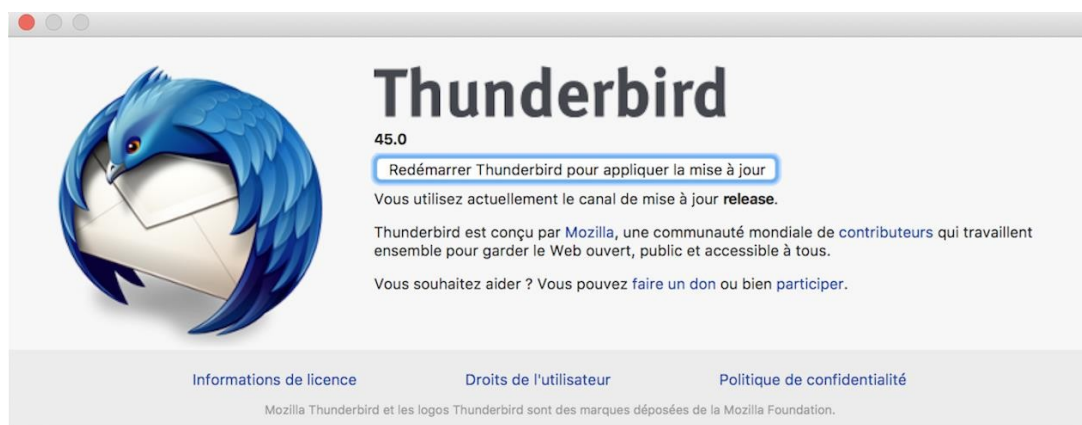 Thunderbird
45.0
Redémarrer Thunderbird pour appliquer la mise à jour
Vous utilisez actuellement le canal de mise à jour release.
Thunderbird est conçu par Mozilla, une communauté mondiale de contributeurs qui travaillent
ensemble pour garder le Web ouvert, public et accessible à tous.
Vous souhaitez aider ? Vous pouvez faire un don ou bien participer.
Informations de licence Droits de l'utilisateur Politique de confidentialité
Mozilla Thunderbird et les logos Thunderbird sont des marques déposées de la Mozilla Foundation.